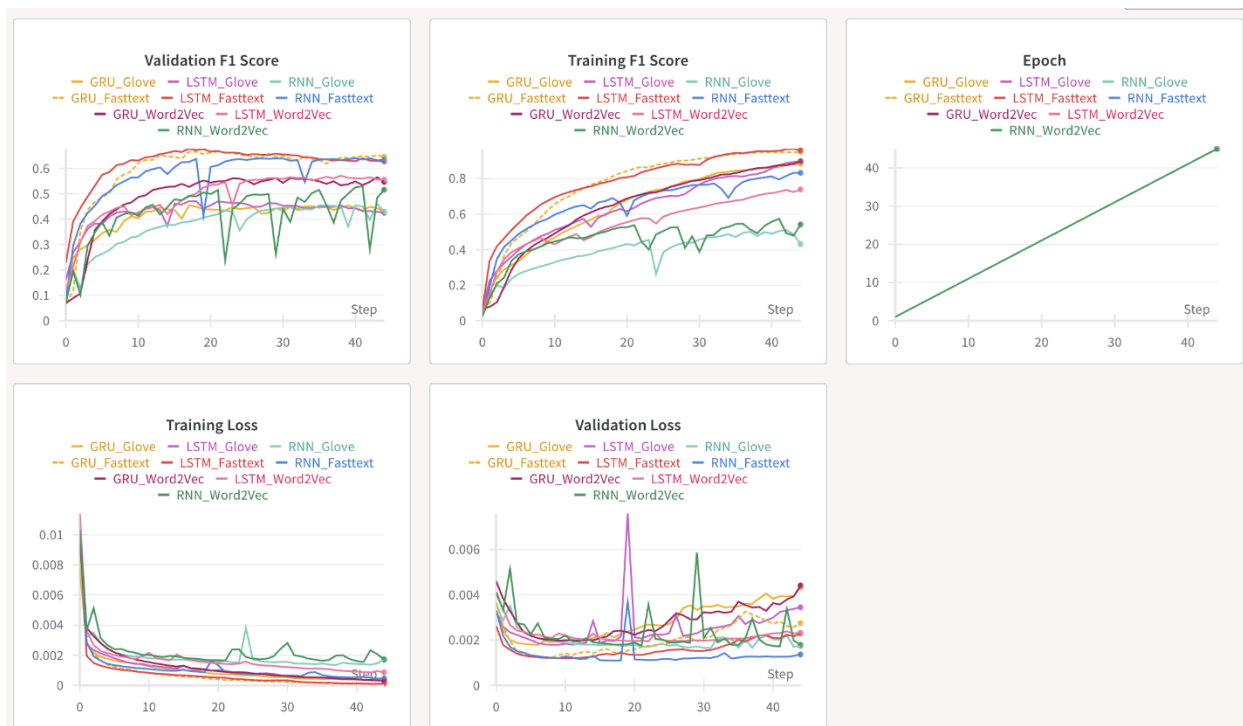 Validation F1 Score
GRU_Glove LSTM_Glove RNN_Glove
GRU_Fasttext LSTM_Fasttext RNN_Fasttext
GRU_Word2Vec LSTM_Word2Vec
RNN_Word2Vec
0.6
0.5
0.4
0.3
0.2
0.1
0
Step
0 10 20 30 40
Training F1 Score
GRU_Glove LSTM_Glove RNN_Glove
GRU_Fasttext LSTM_Fasttext RNN_Fasttext
GRU_Word2Vec LSTM_Word2Vec
RNN_Word2Vec
0.8
0.6
0.4
0.2
0
Step
0 10 20 30 40
Epoch
GRU_Glove LSTM_Glove RNN_Glove
GRU_Fasttext LSTM_Fasttext RNN_Fasttext
GRU_Word2Vec LSTM_Word2Vec
RNN_Word2Vec
40
30
20
10
0
Step
0 10 20 30 40
Training Loss
GRU_Glove LSTM_Glove RNN_Glove
GRU_Fasttext LSTM_Fasttext RNN_Fasttext
GRU_Word2Vec LSTM_Word2Vec
RNN_Word2Vec
0.01
0.008
0.006
0.004
0.002
0
Step
0 10 20 30 40
Validation Loss
GRU_Glove LSTM_Glove RNN_Glove
GRU_Fasttext LSTM_Fasttext RNN_Fasttext
GRU_Word2Vec LSTM_Word2Vec
RNN_Word2Vec
0.006
0.004
0.002
0
Step
0 10 20 30 40